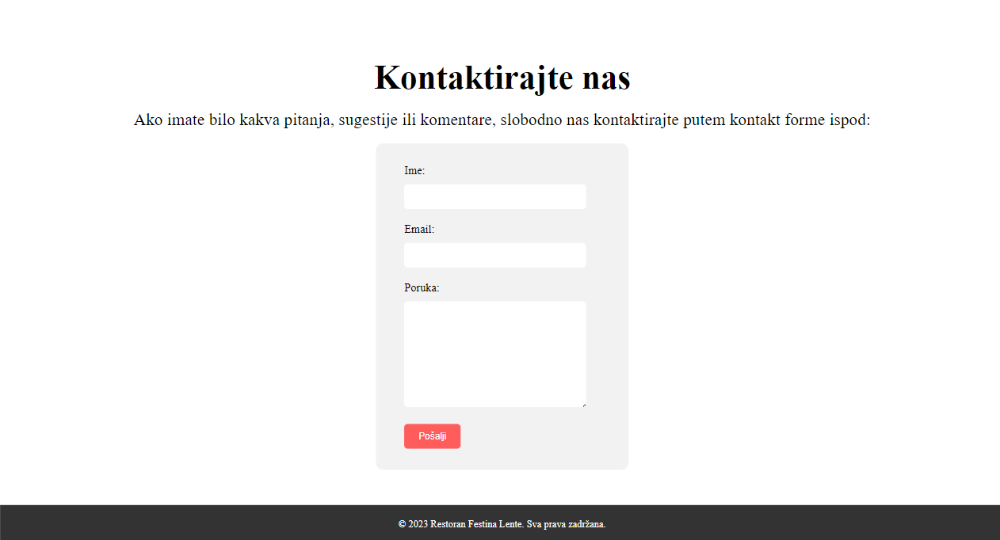 Kontaktirajte nas
Ako imate bilo kakva pitanja, sugestije ili komentare, slobodno nas kontaktirajte putem kontakt forme ispod:
Ime:
Email:
Poruka:
Pošalji
© 2023 Restoran Festina Lente. Sva prava zadržana.